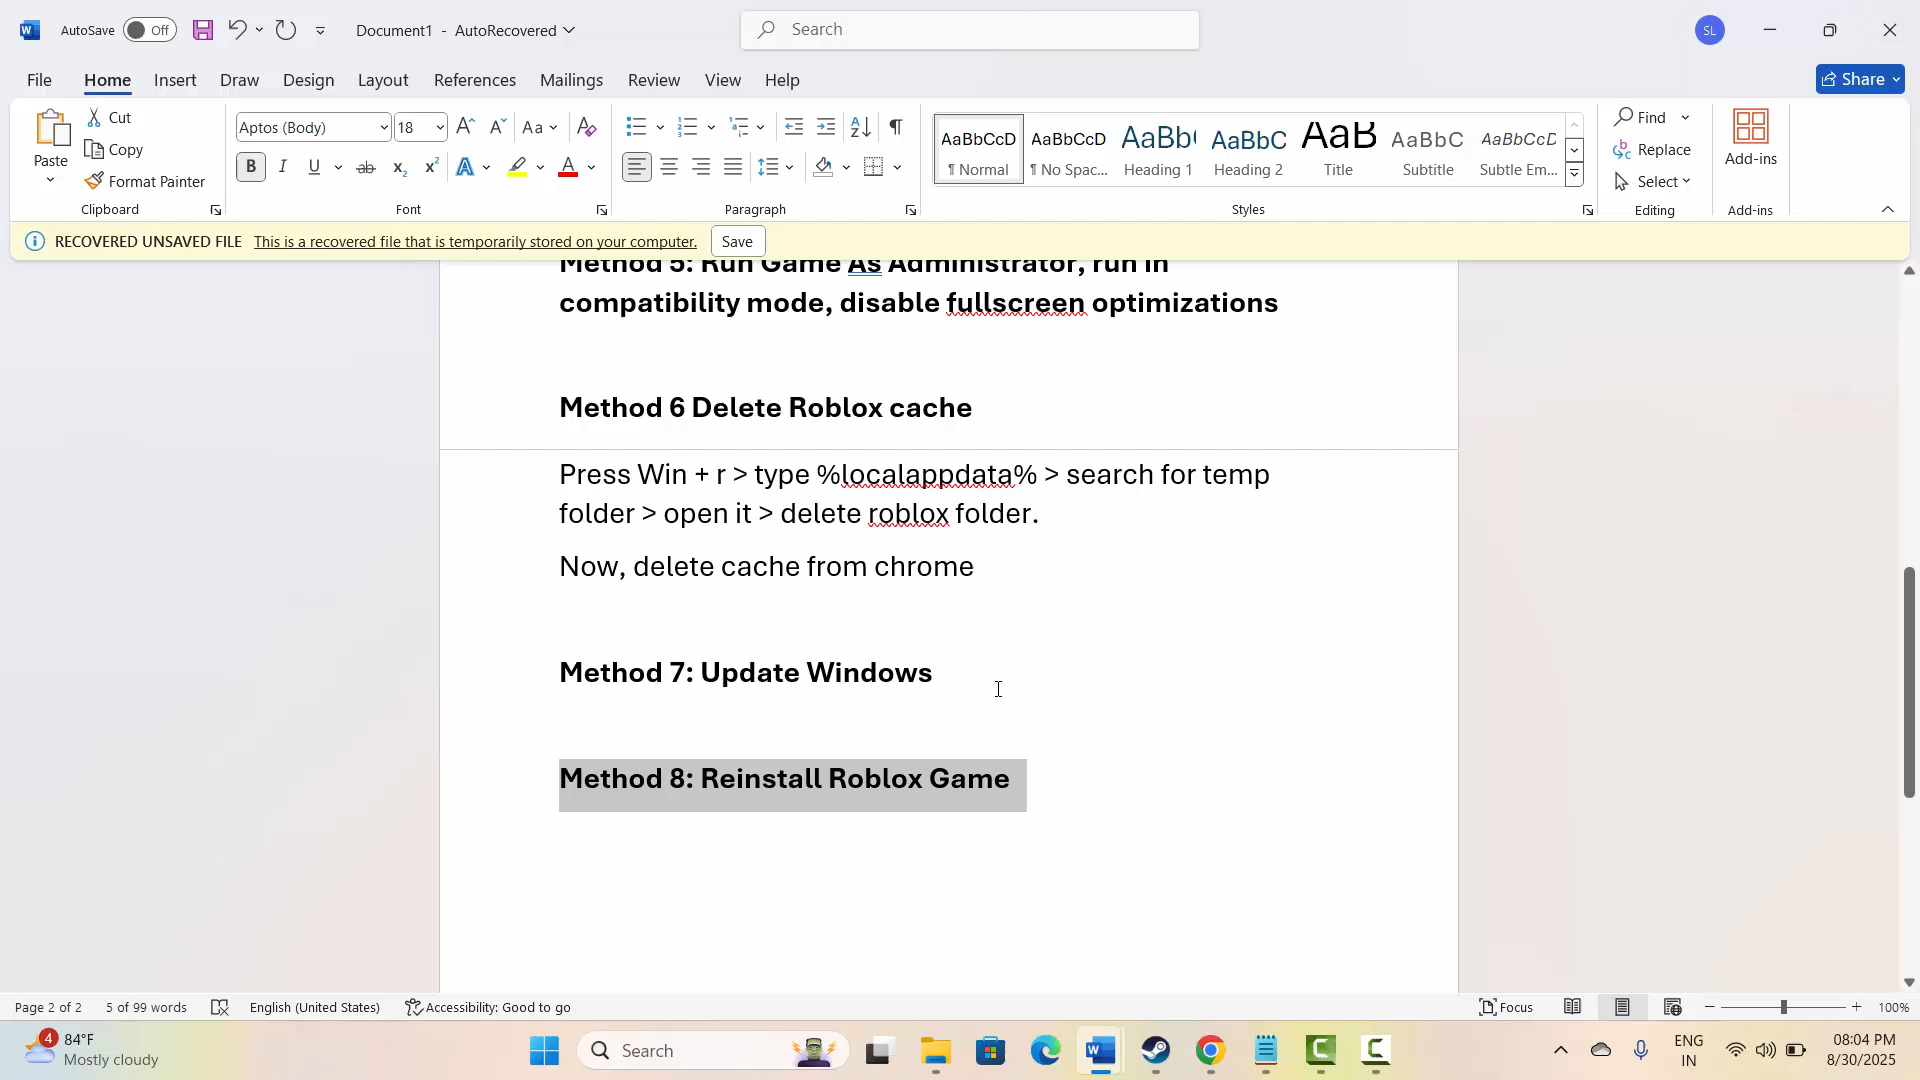 AutoSave Off Document1 - AutoRecovered Search SL
File Home Insert Draw Design Layout References Mailings Review View Help Share
Paste Cut Copy Format Painter Clipboard
Aptos (Body) 18 Aa B I U ab x₂ x² A A Font
Paragraph
AaBbCcD ¶ Normal
AaBbCcD ¶ No Spac...
AaBb( Heading 1
AaBbC Heading 2
AaB Title
AaBbC Subtitle
AaBbCcD Subtle Em...
Styles
Find Replace Select Editing
Add-ins Add-ins
RECOVERED UNSAVED FILE This is a recovered file that is temporarily stored on your computer. Save
Method 5: Run Game As Administrator, run in
compatibility mode, disable fullscreen optimizations
Method 6 Delete Roblox cache
Press Win + r > type %localappdata% > search for temp
folder > open it > delete roblox folder.
Now, delete cache from chrome
Method 7: Update Windows
Method 8: Reinstall Roblox Game
Page 2 of 2 5 of 99 words English (United States) Accessibility: Good to go Focus 100%
4 84°F Mostly cloudy
Search
ENG IN
08:04 PM 8/30/2025